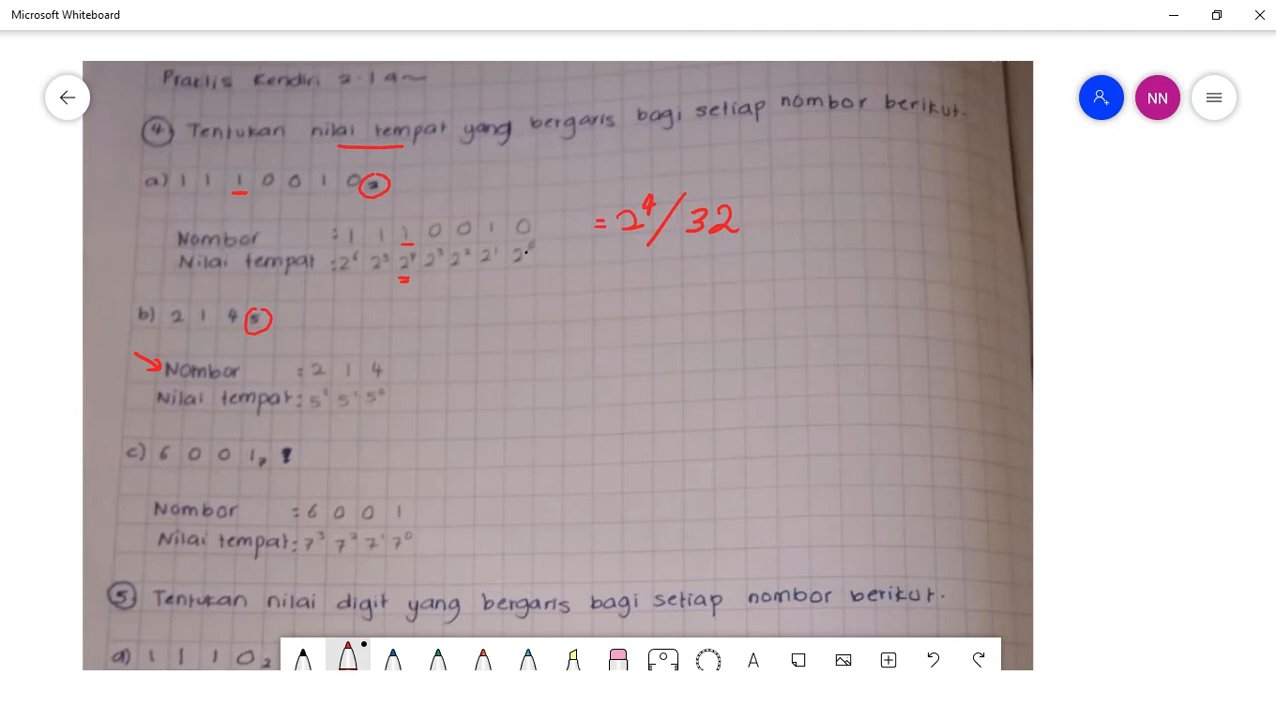 Microsoft Whiteboard
NN
Praktis Kendiri 2.1a
④ Tentukan nilai tempat yang bergaris bagi setiap nombor berikut.
a) 1 1 1 0 0 1 0 ₂
Nombor : 1 1 1 0 0 1 0 = 2⁴/32
Nilai tempat : 2⁶ 2⁵ 2⁴ 2³ 2² 2¹ 2⁰
b) 2 1 4 ₅
Nombor : 2 1 4
Nilai tempat : 5² 5¹ 5⁰
c) 6 0 0 1₇
Nombor : 6 0 0 1
Nilai tempat : 7³ 7² 7¹ 7⁰
⑤ Tentukan nilai digit yang bergaris bagi setiap nombor berikut.
a) 1 1 1 0₂
A